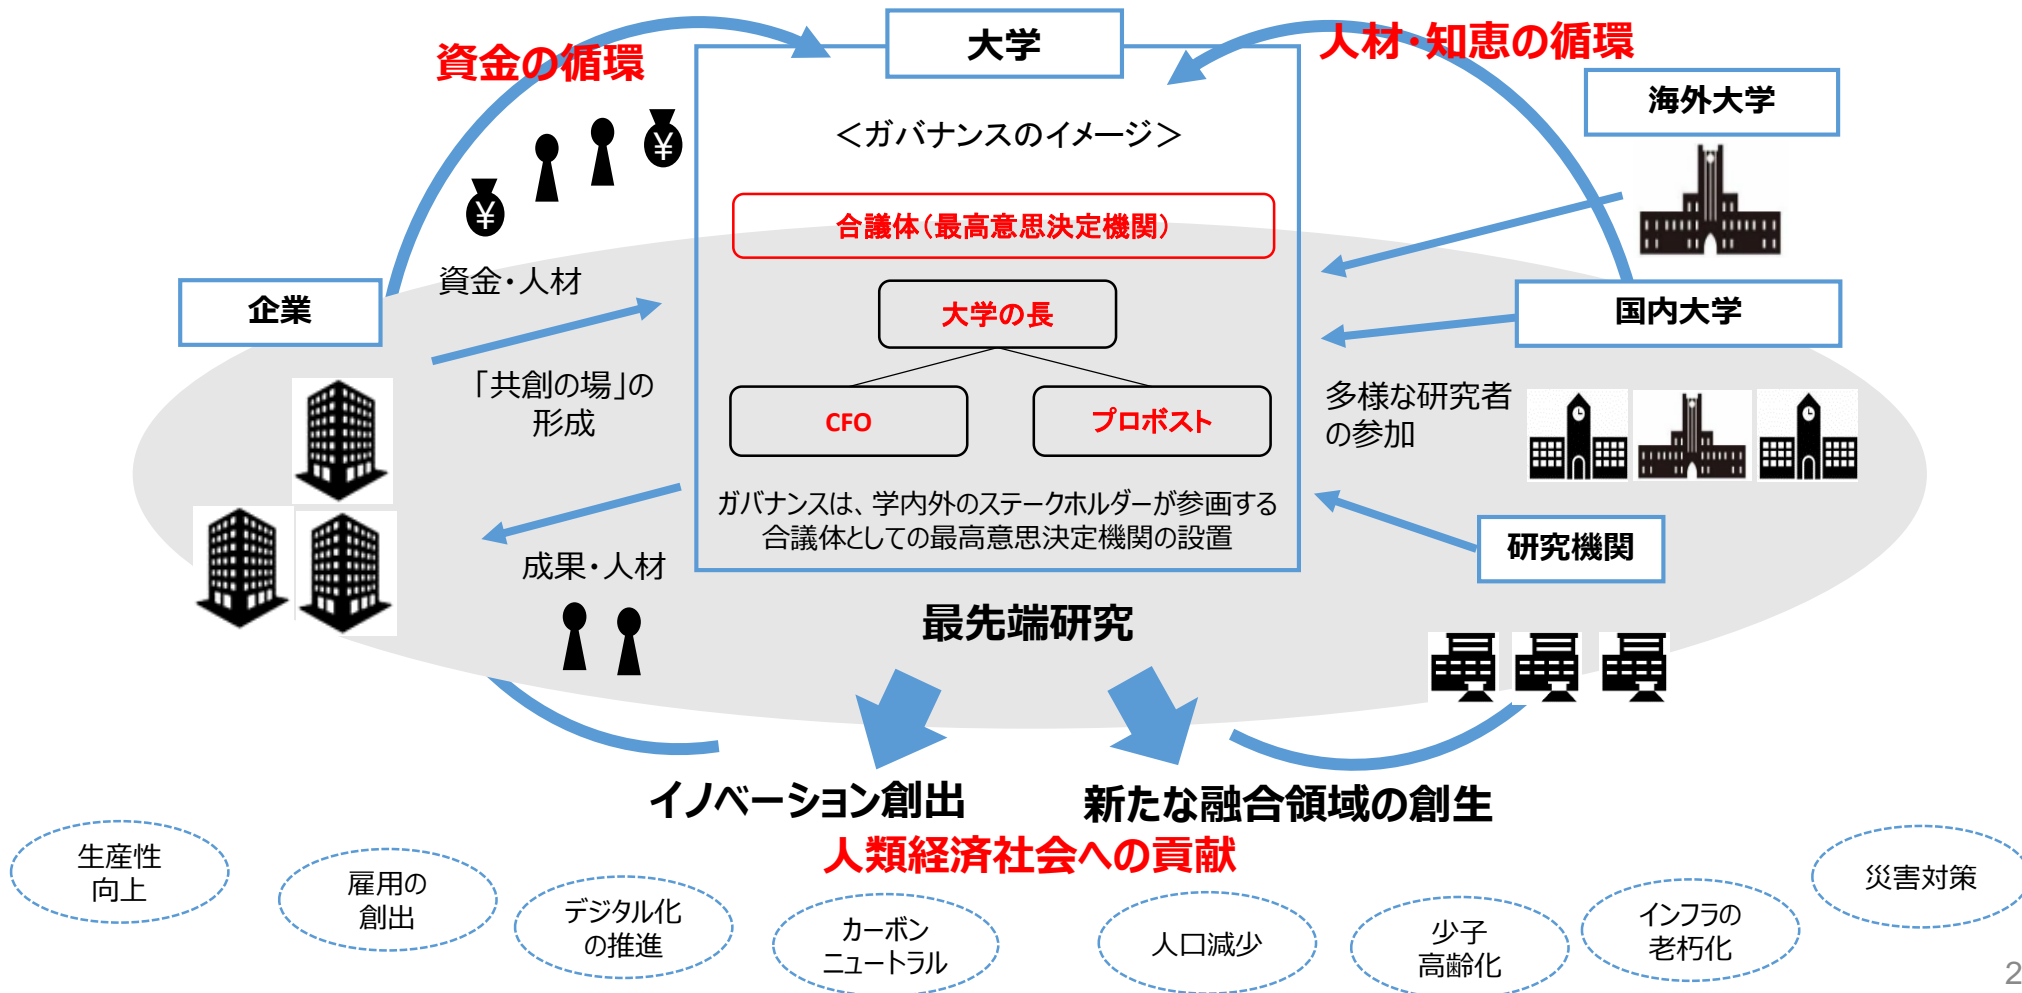 大学
資金の循環
人材・知恵の循環
海外大学
＜ガバナンスのイメージ＞
¥
¥
合議体（最高意思決定機関）
企業
資金・人材
大学の長
国内大学
「共創の場」の
形成
CFO
プロボスト
多様な研究者
の参加
ガバナンスは、学内外のステークホルダーが参画する
合議体としての最高意思決定機関の設置
成果・人材
研究機関
最先端研究
イノベーション創出
新たな融合領域の創生
人類経済社会への貢献
生産性
向上
雇用の
創出
デジタル化
の推進
カーボン
ニュートラル
人口減少
少子
高齢化
インフラの
老朽化
災害対策
2